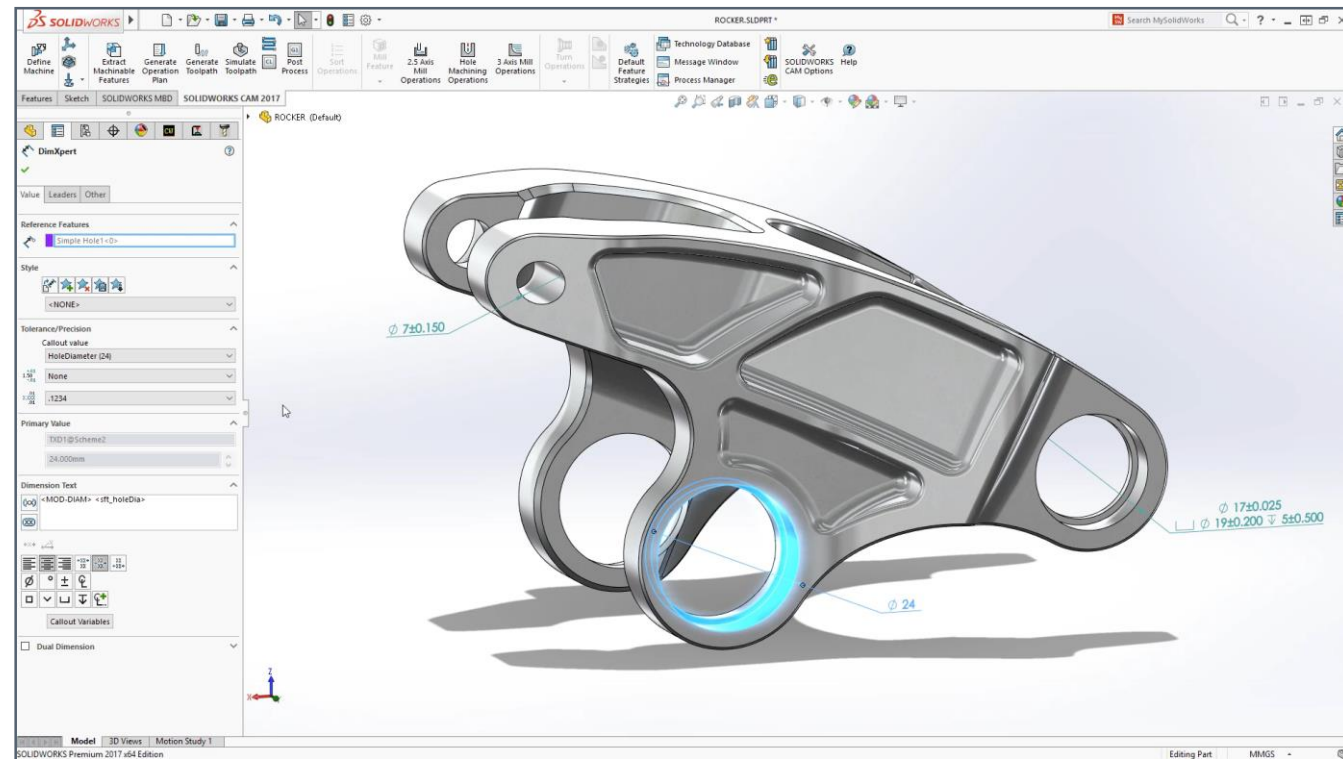 SOLIDWORKS
ROCKER.SLDPRT *
Search MySolidWorks
Define Machine
Extract Machinable Features
Generate Operation Plan
Generate Toolpath
Simulate Toolpath
Post Process
Sort Operations
Mill Feature
2.5 Axis Mill Operations
Hole Machining Operations
3 Axis Mill Operations
Turn Operations
Default Feature Strategies
Technology Database
Message Window
Process Manager
SOLIDWORKS CAM Options
Help
Features
Sketch
SOLIDWORKS MBD
SOLIDWORKS CAM 2017
ROCKER (Default)
DimXpert
Value
Leaders
Other
Reference Features
Simple Hole1<0>
Style
<NONE>
Tolerance/Precision
Callout value
HoleDiameter (24)
None
.1234
Primary Value
TXD1@Scheme2
24.000mm
Dimension Text
<MOD-DIAM> <sft_holeDia>
Callout Variables
Dual Dimension
∅ 7±0.150
∅ 17±0.025
⌴ ∅ 19±0.200 ↧ 5±0.500
∅ 24
Z
X
Model
3D Views
Motion Study 1
SOLIDWORKS Premium 2017 x64 Edition
Editing Part
MMGS